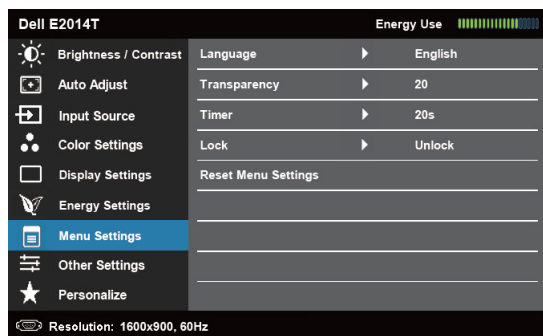 Dell E2014T Energy Use
Brightness / Contrast Language English
Auto Adjust Transparency 20
Input Source Timer 20s
Color Settings Lock Unlock
Display Settings Reset Menu Settings
Energy Settings
Menu Settings
Other Settings
Personalize
Resolution: 1600x900, 60Hz